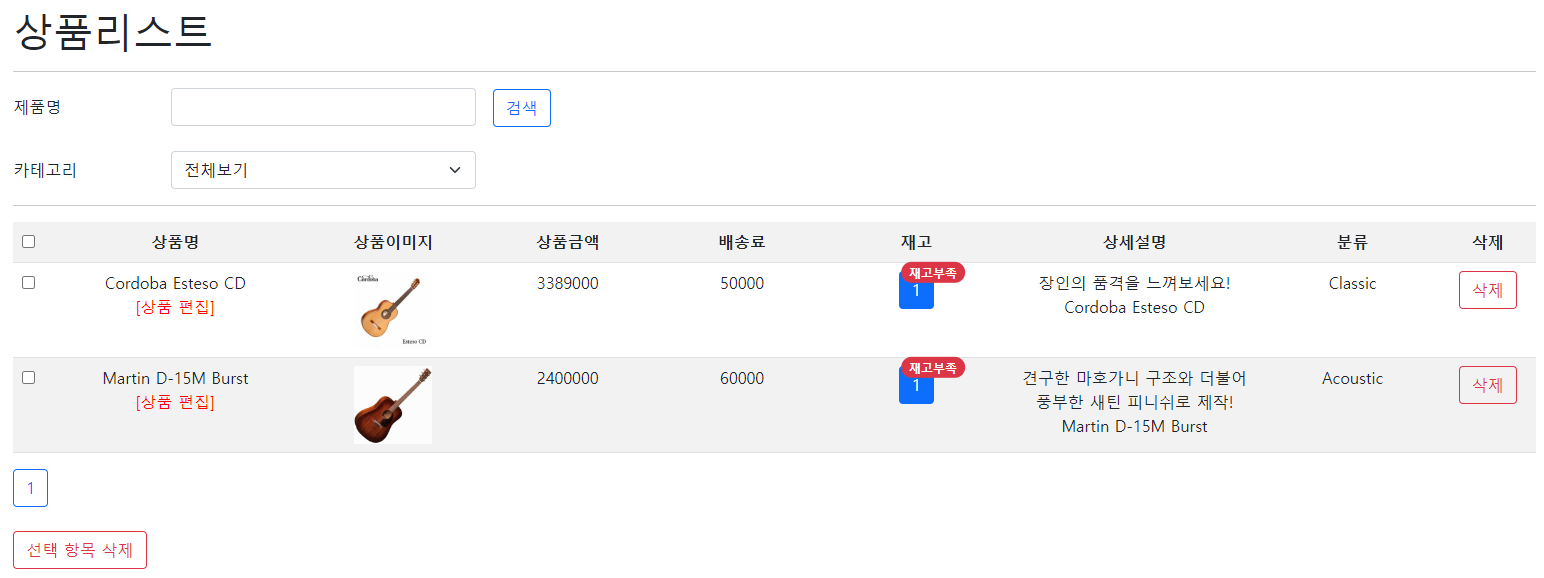 상품리스트
제품명
검색
카테고리
전체보기
상품명 상품이미지 상품금액 배송료 재고 상세설명 분류 삭제
재고부족
Cordoba Esteso CD 3389000 50000 1 장인의 품격을 느껴보세요! Classic 삭제
[상품 편집] Cordoba Esteso CD
Cordoba
Esteso CD
재고부족
Martin D-15M Burst 2400000 60000 1 견구한 마호가니 구조와 더불어 Acoustic 삭제
[상품 편집] 풍부한 새틴 피니쉬로 제작!
Martin D-15M Burst
1
선택 항목 삭제